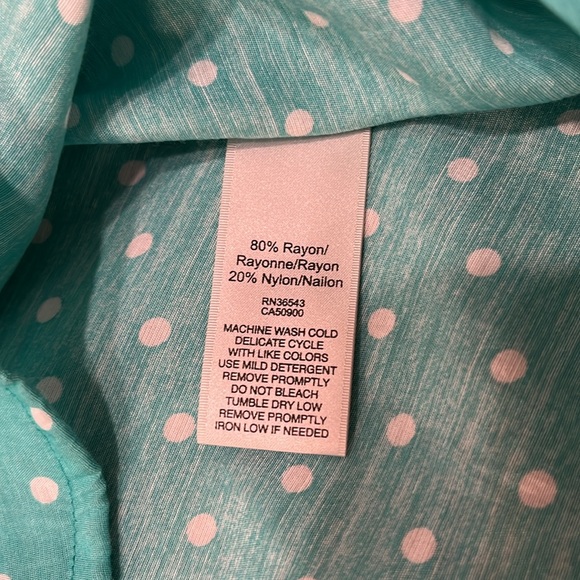 80% Rayon/
Rayonne/Rayon
20% Nylon/Nailon
RN36543
CA50900
MACHINE WASH COLD
DELICATE CYCLE
WITH LIKE COLORS
USE MILD DETERGENT
REMOVE PROMPTLY
DO NOT BLEACH
TUMBLE DRY LOW
REMOVE PROMPTLY
IRON LOW IF NEEDED